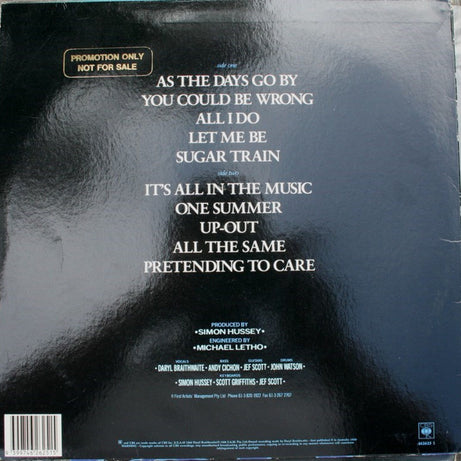 PROMOTION ONLY
NOT FOR SALE
side one
AS THE DAYS GO BY
YOU COULD BE WRONG
ALL I DO
LET ME BE
SUGAR TRAIN
side two
IT'S ALL IN THE MUSIC
ONE SUMMER
UP-OUT
ALL THE SAME
PRETENDING TO CARE
PRODUCED BY
•SIMON HUSSEY•
ENGINEERED BY
•MICHAEL LETHO•
VOCALS BASS GUITARS DRUMS
•DARYL BRAITHWAITE•ANDY CICHON•JEF SCOTT•JOHN WATSON•
KEYBOARDS
•SIMON HUSSEY•SCOTT GRIFFITHS•JEF SCOTT•
CBS
462625 1